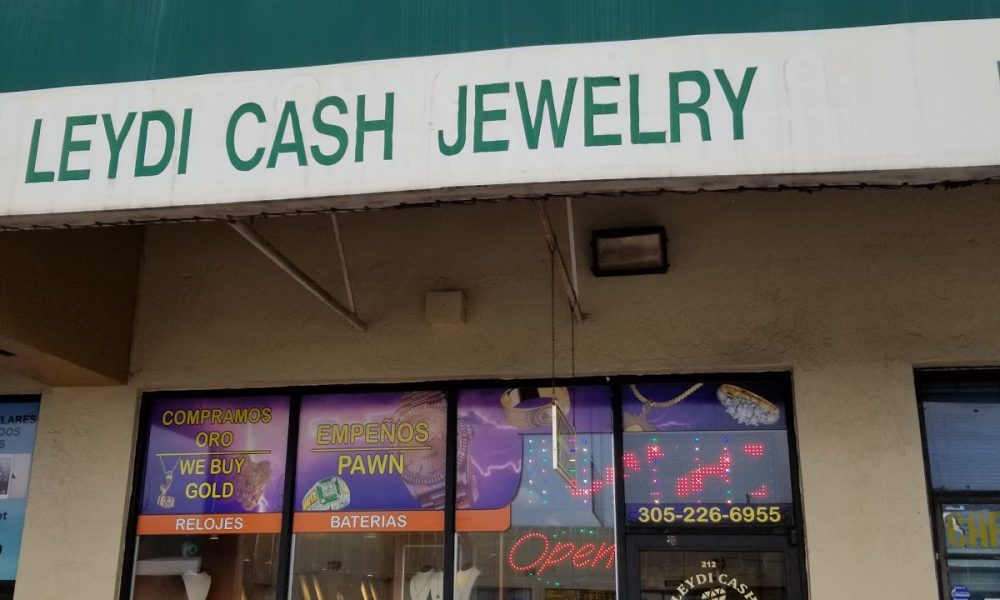 LEYDI CASH JEWELRY
COMPRAMOS
ORO
WE BUY
GOLD
RELOJES
EMPEÑOS
PAWN
BATERIAS
305-226-6955
Open
212
LEYDI CASH